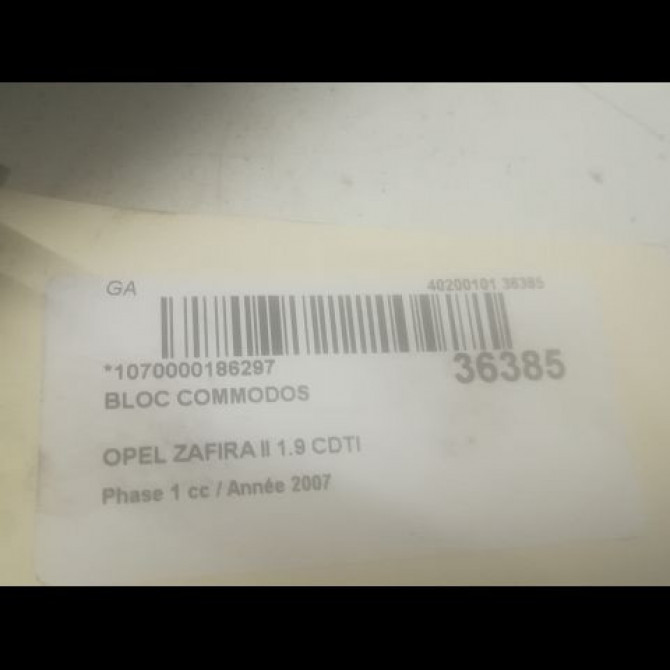 GA 40200101 36385
*1070000186297 36385
BLOC COMMODOS
OPEL ZAFIRA II 1.9 CDTI
Phase 1 cc / Année 2007